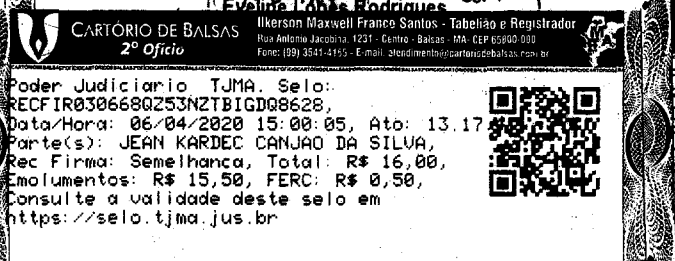 Eveline Lopes Rodrigues
CARTÓRIO DE BALSAS
2º Ofício
Ilkerson Maxwell Franco Santos - Tabelião e Registrador
Rua Antonio Jacobina, 1231 - Centro - Balsas - MA- CEP 65800-000
Fone: (99) 3541-4155 - E-mail: atendimento@cartoriodebalsas.com.br
Poder Judiciario TJMA. Selo:
RECFIR030668QZ53NZTBIGDQ8628,
Data/Hora: 06/04/2020 15:00:05, Ato: 13.17.
Parte(s): JEAN KARDEC CANJAO DA SILVA,
Rec Firma: Semelhanca, Total: R$ 16,00,
Emolumentos: R$ 15,50, FERC: R$ 0,50,
Consulte a validade deste selo em
https://selo.tjma.jus.br